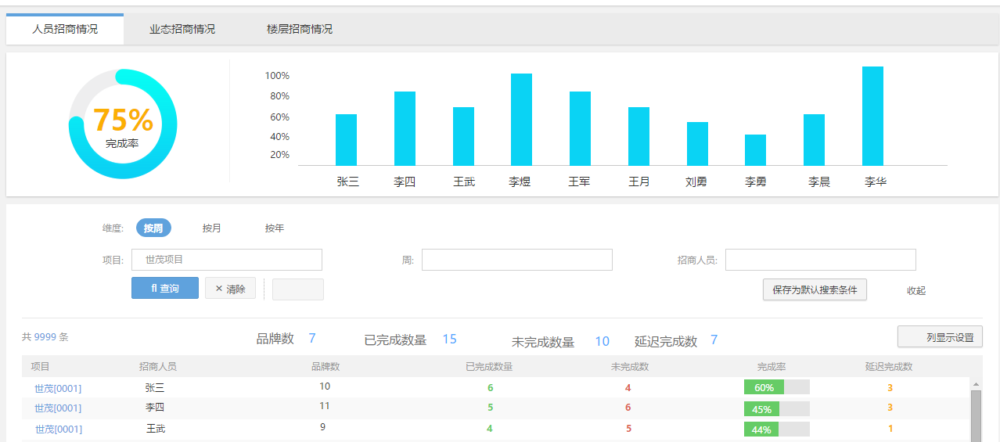 人员招商情况 业态招商情况 楼层招商情况
100%
80%
60%
40%
20%
75%
完成率
张三 李四 王武 李煜 王军 王月 刘勇 李勇 李晨 李华
维度: 按周 按月 按年
项目: 世茂项目 周: 招商人员:
fl 查询 × 清除 保存为默认搜索条件 收起
共 9999 条 品牌数 7 已完成数量 15 未完成数量 10 延迟完成数 7 列显示设置
项目 招商人员 品牌数 已完成数量 未完成数 完成率 延迟完成数
世茂[0001] 张三 10 6 4 60% 3
世茂[0001] 李四 11 5 6 45% 3
世茂[0001] 王武 9 4 5 44% 1